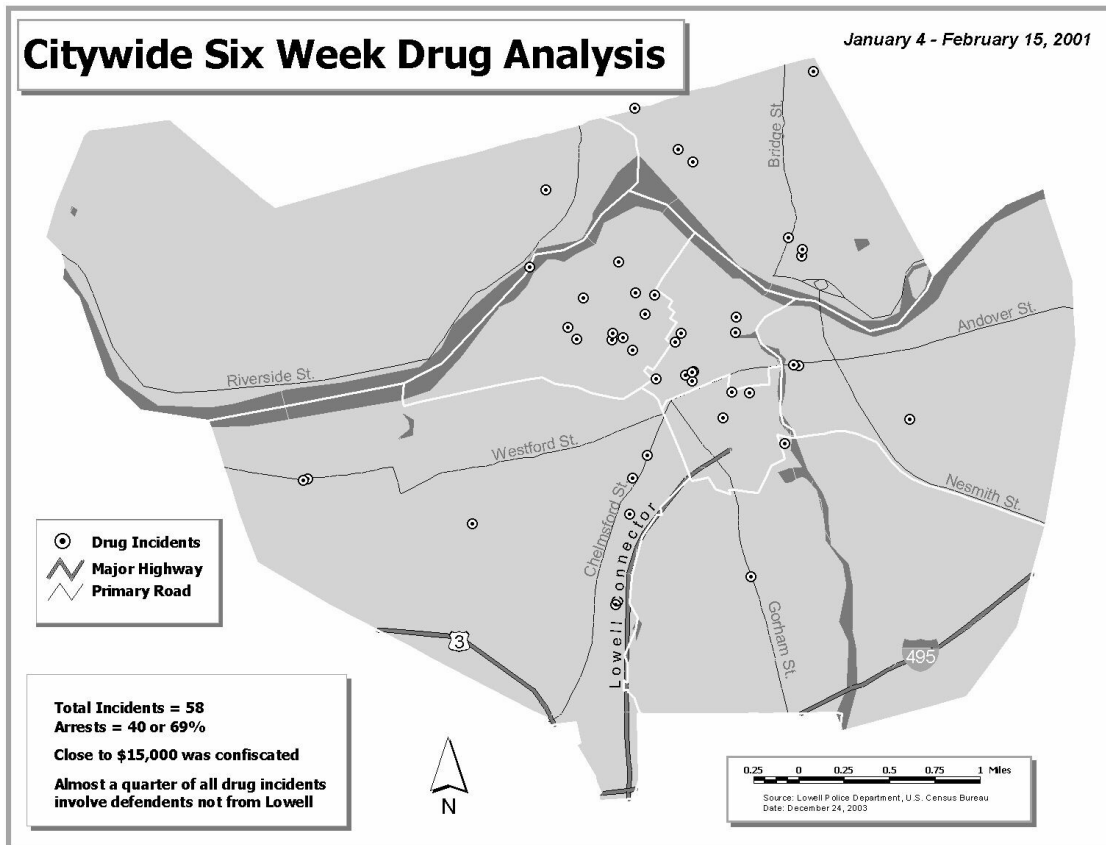 Citywide Six Week Drug Analysis
January 4 - February 15, 2001
Bridge St.
Andover St.
Riverside St.
Westford St.
Nesmith St.
Chelmsford St.
Lowell Connector
Gorham St.
Drug Incidents
Major Highway
Primary Road
3
495
Total Incidents = 58
Arrests = 40 or 69%
Close to $15,000 was confiscated
Almost a quarter of all drug incidents
involve defendents not from Lowell
N
0.25 0 0.25 0.5 0.75 1 Miles
Source: Lowell Police Department, U.S. Census Bureau
Date: December 24, 2003